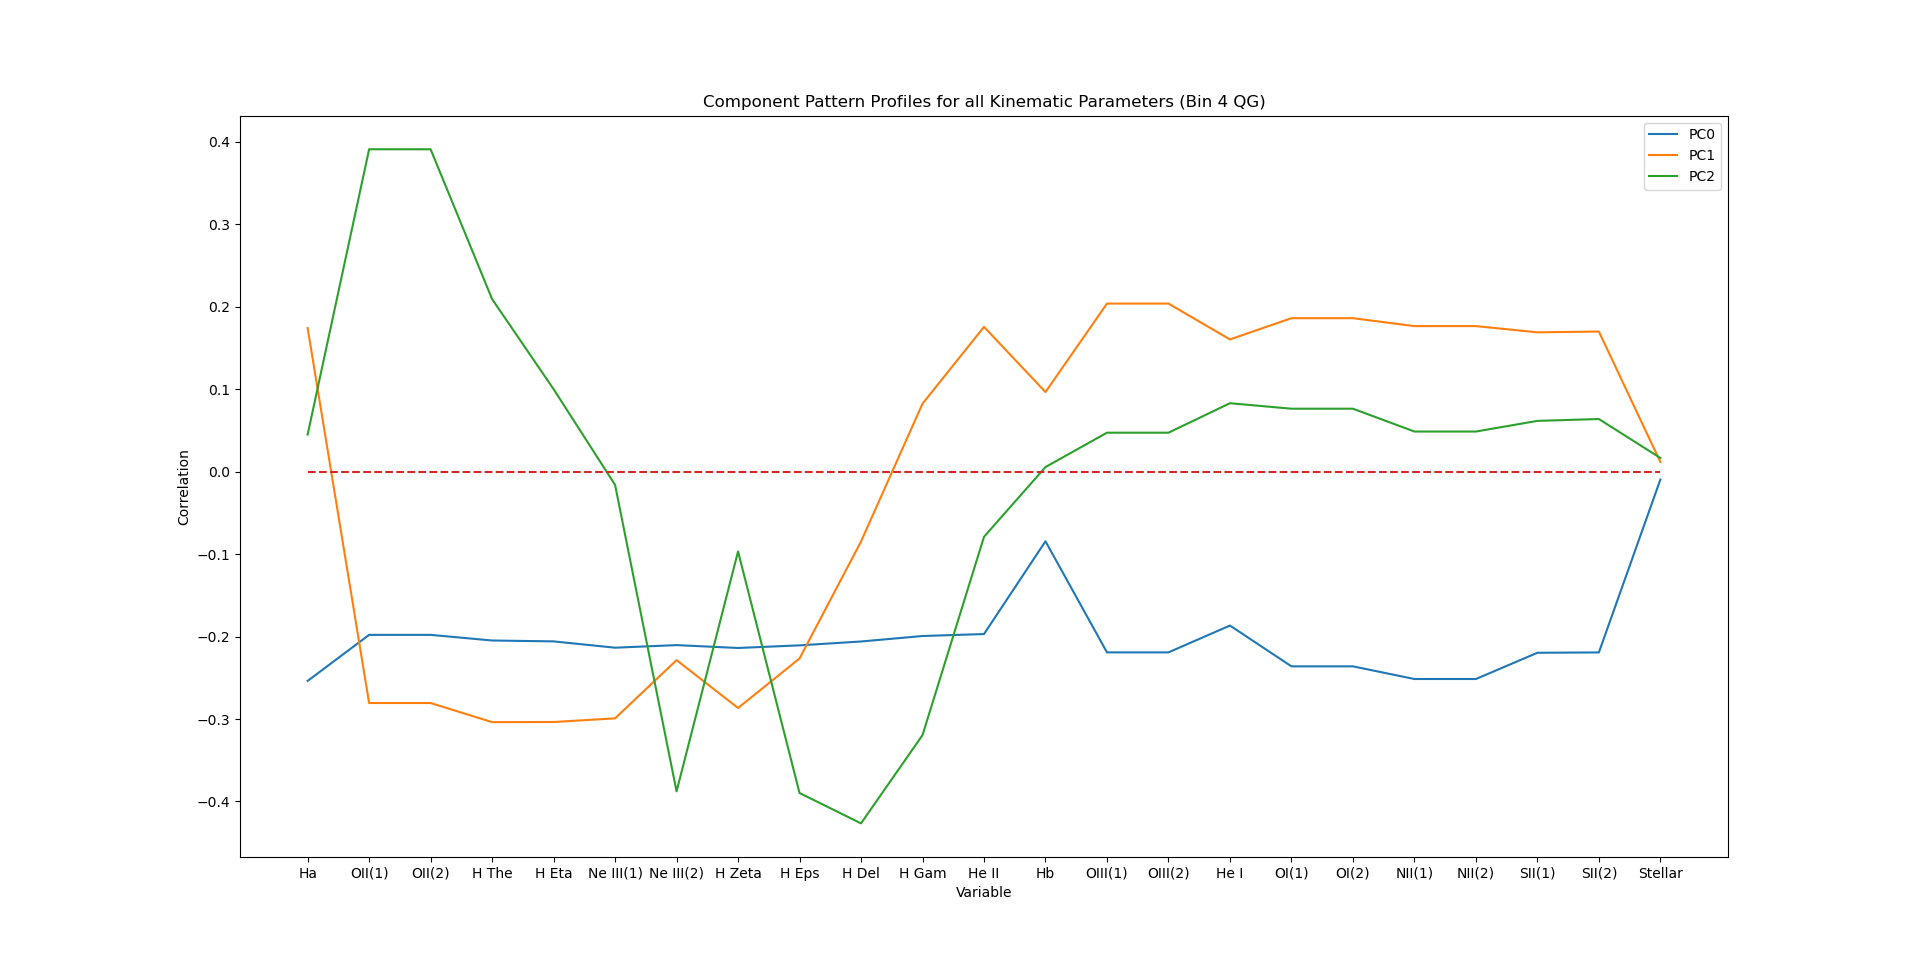 Component Pattern Profiles for all Kinematic Parameters (Bin 4 QG)
PC0
PC1
PC2
0.4
0.3
0.2
0.1
0.0
−0.1
−0.2
−0.3
−0.4
Correlation
Ha OII(1) OII(2) H The H Eta Ne III(1) Ne III(2) H Zeta H Eps H Del H Gam He II Hb OIII(1) OIII(2) He I OI(1) OI(2) NII(1) NII(2) SII(1) SII(2) Stellar
Variable